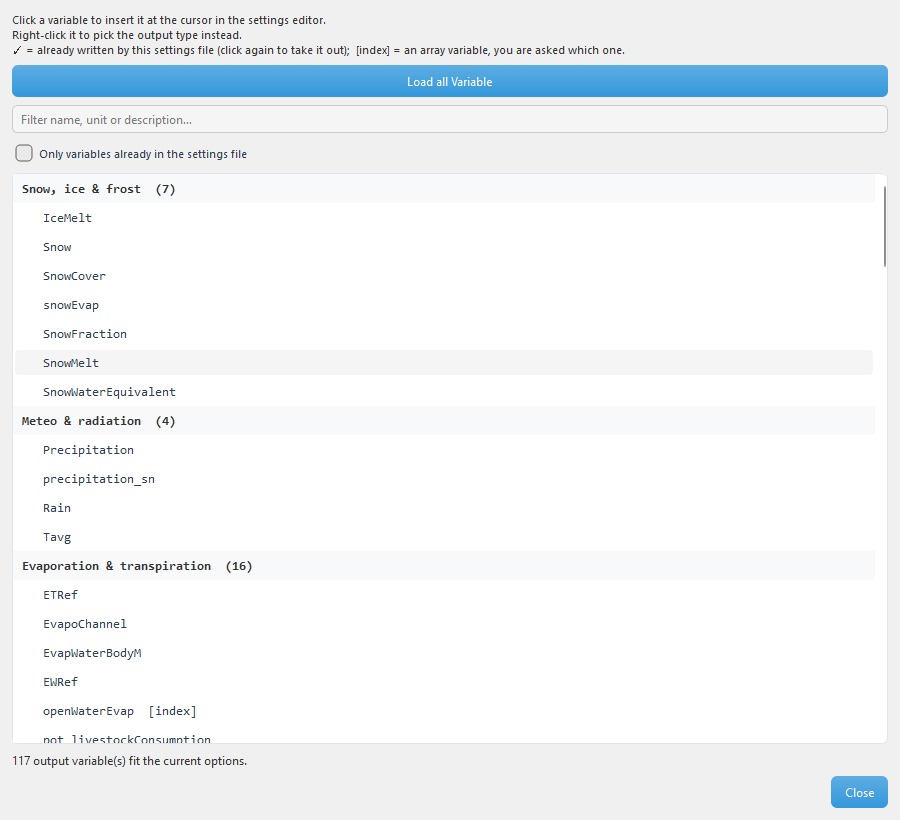 Click a variable to insert it at the cursor in the settings editor.
Right-click it to pick the output type instead.
✓ = already written by this settings file (click again to take it out);  [index] = an array variable, you are asked which one.
Load all Variable
Filter name, unit or description...
Only variables already in the settings file
Snow, ice & frost  (7)
IceMelt
Snow
SnowCover
snowEvap
SnowFraction
SnowMelt
SnowWaterEquivalent
Meteo & radiation  (4)
Precipitation
precipitation_sn
Rain
Tavg
Evaporation & transpiration  (16)
ETRef
EvapoChannel
EvapWaterBodyM
EWRef
openWaterEvap  [index]
pot_livestockConsumntion
117 output variable(s) fit the current options.
Close